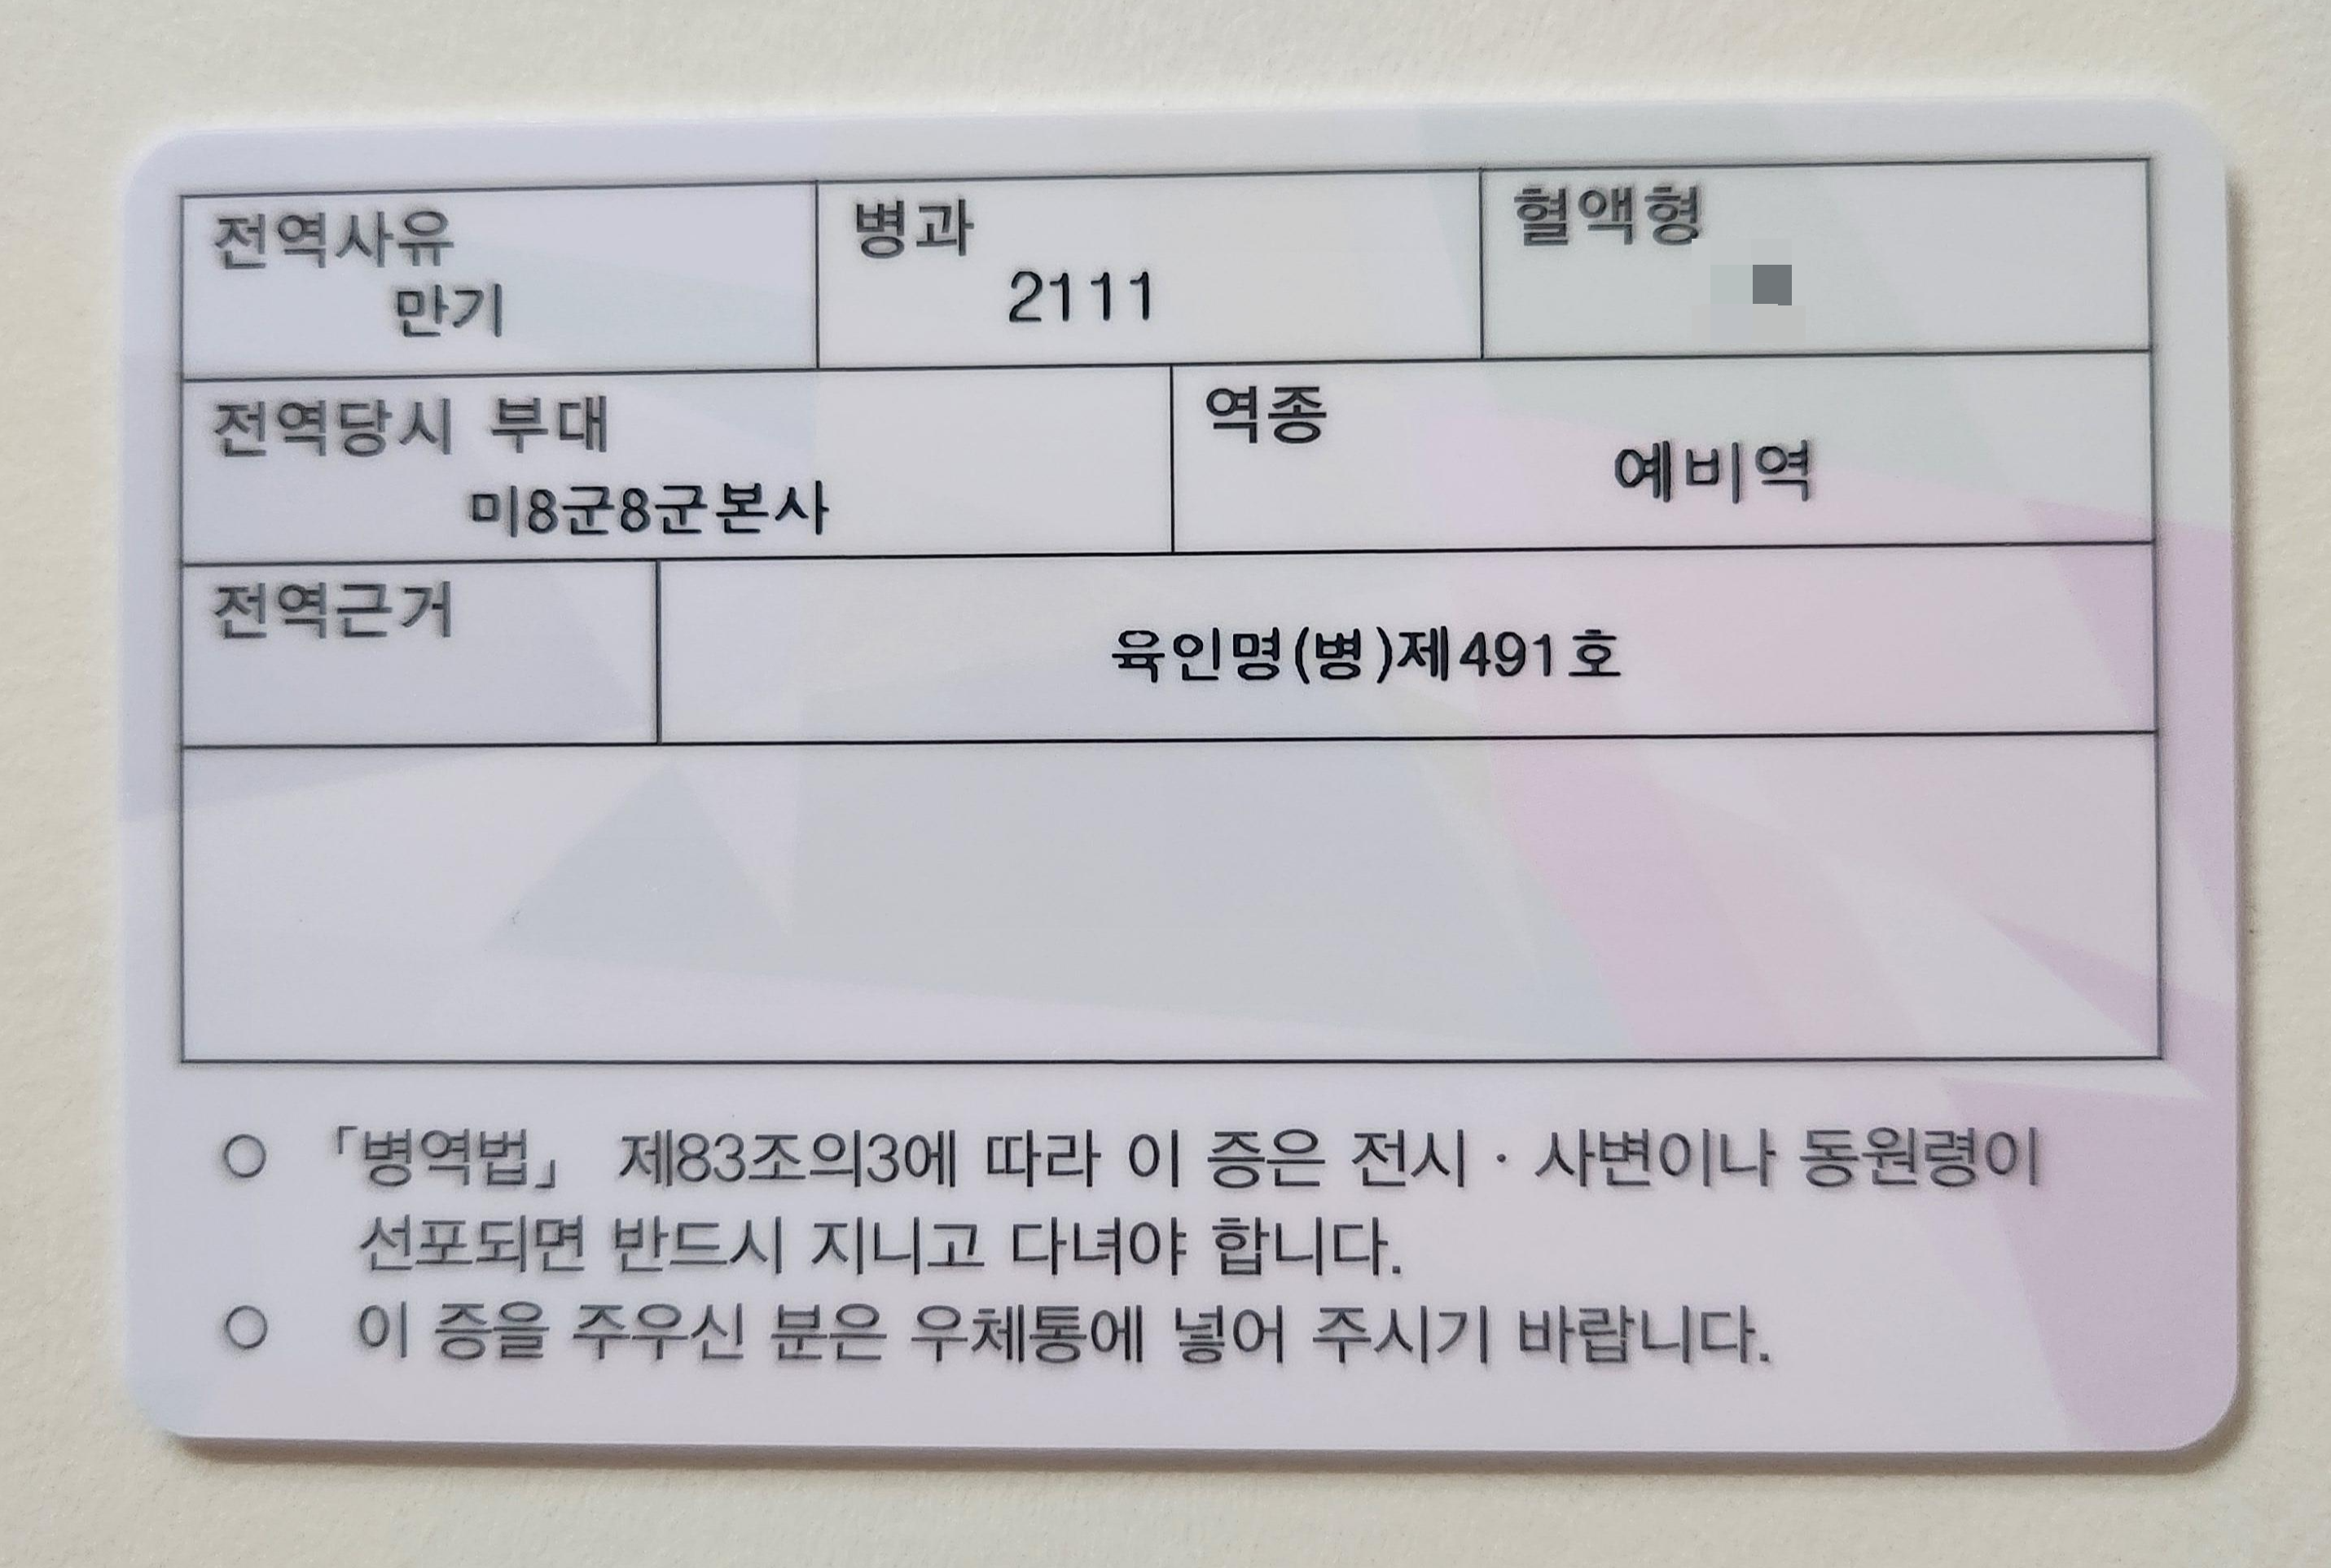 전역사유
만기
병과
2111
혈액형
전역당시 부대
미8군8군본사
역종
예비역
전역근거
육인명(병)제491호
○ 「병역법」 제83조의3에 따라 이 증은 전시 · 사변이나 동원령이
선포되면 반드시 지니고 다녀야 합니다.
○ 이 증을 주우신 분은 우체통에 넣어 주시기 바랍니다.